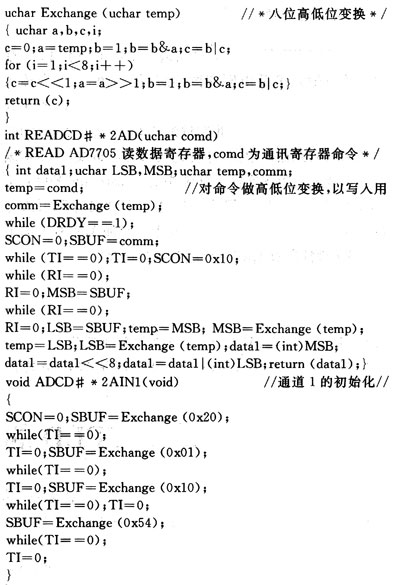 uchar Exchange (uchar temp) //*八位高低位变换*/
{ uchar a,b,c,i;
c=0;a=temp;b=1;b=b&a;c=b|c;
for (i=1;i<8;i++)
{c=c<<1;a=a>>1;b=1;b=b&a;c=b|c;}
return (c);
}
int READCD♯*2AD(uchar comd)
/*READ AD7705 读数据寄存器,comd 为通讯寄存器命令*/
{ int data1;uchar LSB,MSB;uchar temp,comm;
temp=comd; //对命令做高低位变换,以写入用
comm=Exchange (temp);
while (DRDY==1);
SCON=0;SBUF=comm;
while (TI==0);TI=0;SCON=0x10;
while (RI==0);
RI=0;MSB=SBUF;
while (RI==0);
RI=0;LSB=SBUF;temp=MSB; MSB=Exchange (temp);
temp=LSB;LSB=Exchange (temp);data1=(int)MSB;
data1=data1<<8;data1=data1|(int)LSB;return (data1);}
void ADCD♯*2AIN1(void) //通道 1 的初始化//
{
SCON=0;SBUF=Exchange (0x20);
while(TI==0);
TI=0;SBUF=Exchange (0x01);
while(TI==0);
TI=0;SBUF=Exchange (0x10);
while(TI==0);TI=0;
SBUF=Exchange (0x54);
while(TI==0);
TI=0;
}